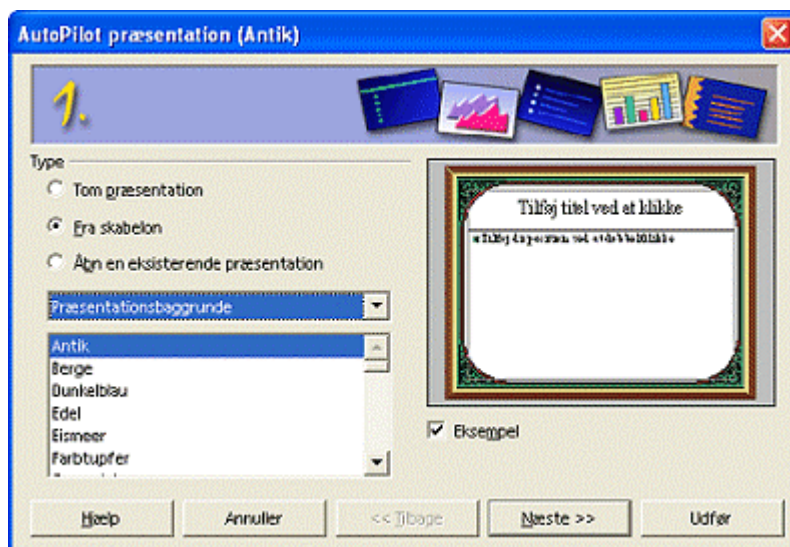 AutoPilot præsentation (Antik)
1.
Type
Tom præsentation
Fra skabelon
Åbn en eksisterende præsentation
Præsentationsbaggrunde
Antik
Berge
Dunkelblau
Edel
Eismeer
Farbtupfer
Tilføj titel ved at klikke
Eksempel
Hjælp
Annuller
<< Tilbage
Næste >>
Udfør